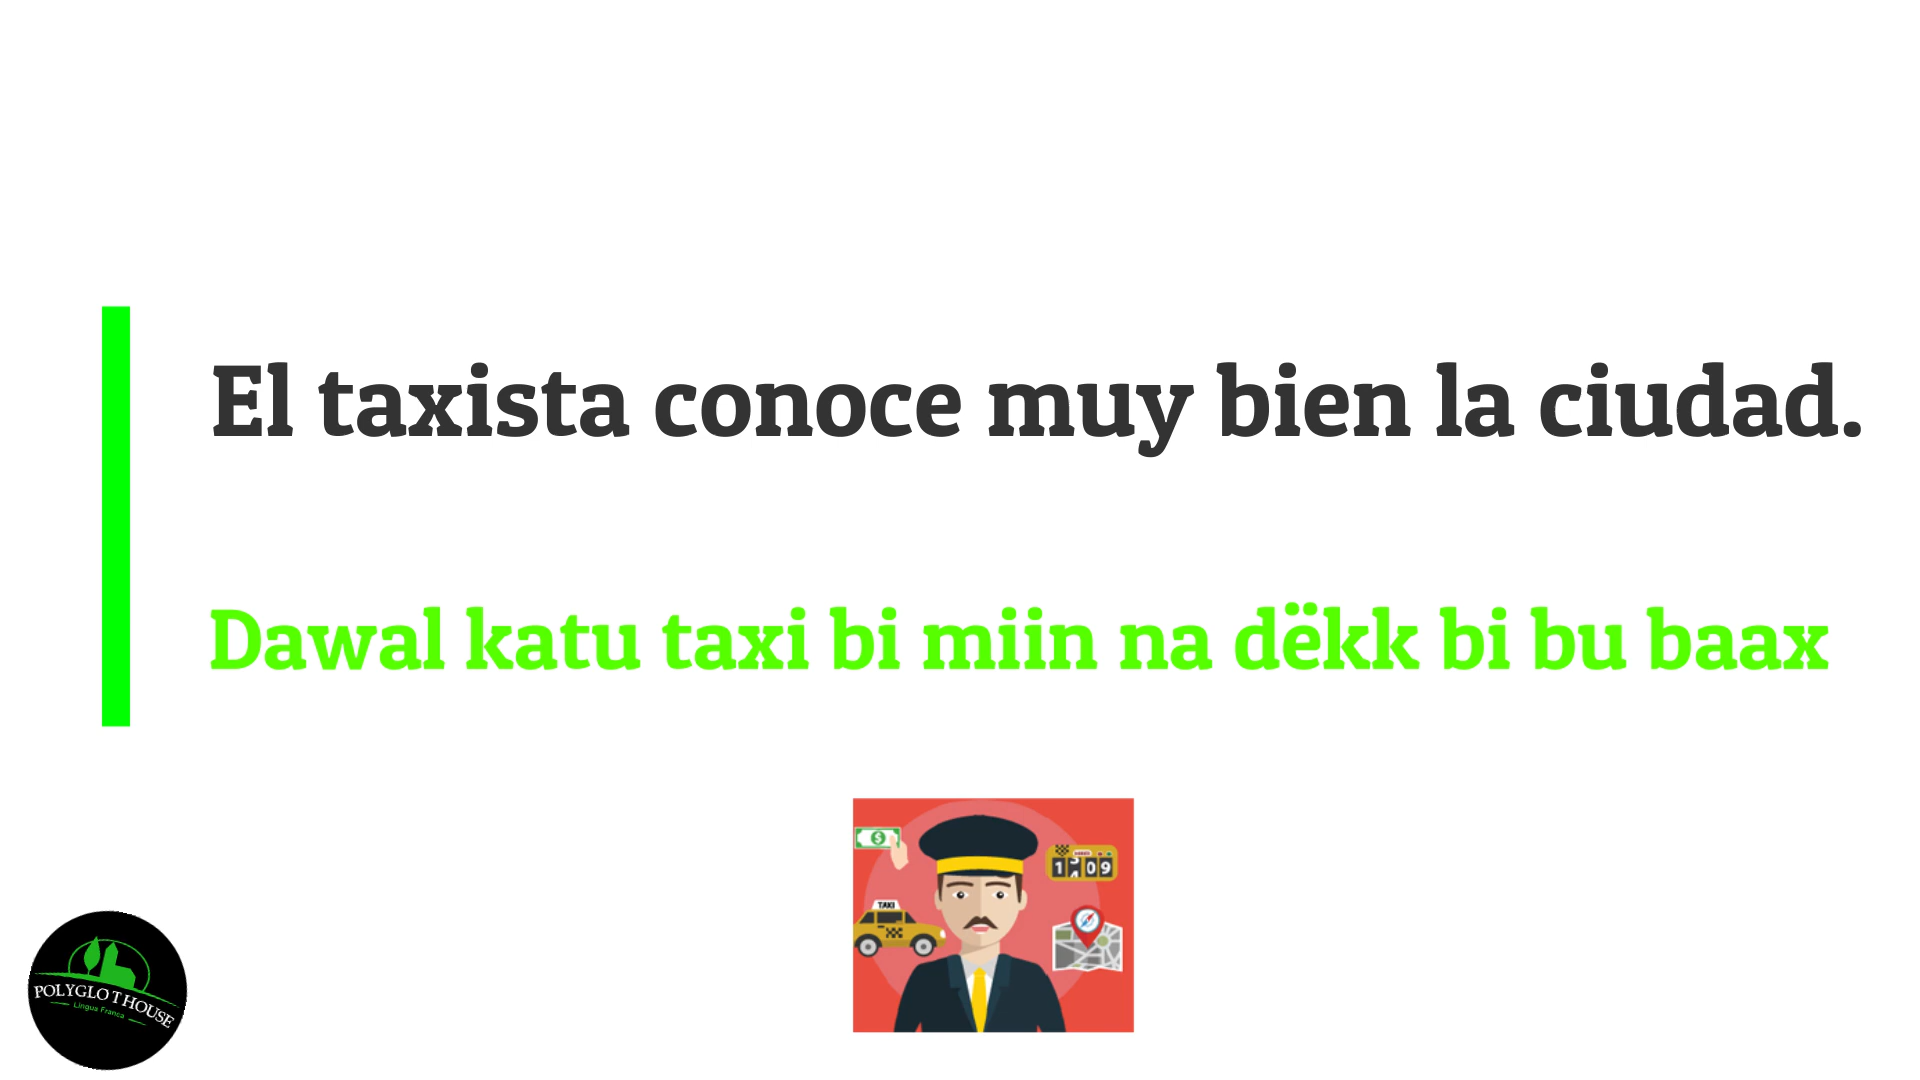 El taxista conoce muy bien la ciudad.
Dawal katu taxi bi miin na dëkk bi bu baax
TAXI
POLYGLOT HOUSE
Lingua Franca